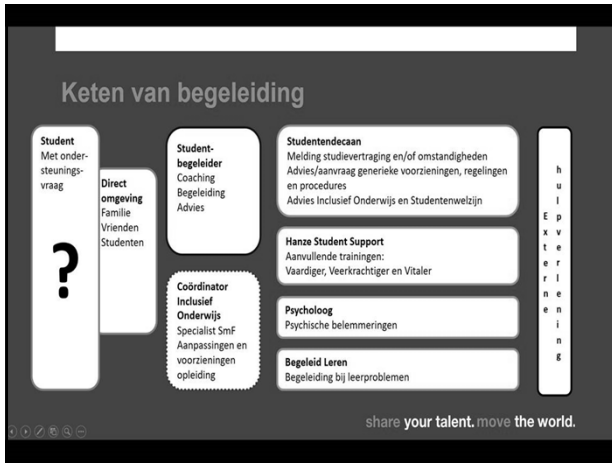 Keten van begeleiding
Student
Met onder-
steunings-
vraag
?
Direct
omgeving
Familie
Vrienden
Studenten
Student-
begeleider
Coaching
Begeleiding
Advies
Coördinator
Inclusief
Onderwijs
Specialist SmF
Aanpassingen en
voorzieningen
opleiding
Studentendecaan
Melding studievertraging en/of omstandigheden
Advies/aanvraag generieke voorzieningen, regelingen
en procedures
Advies Inclusief Onderwijs en Studentenwelzijn
Hanze Student Support
Aanvullende trainingen:
Vaardiger, Veerkrachtiger en Vitaler
Psycholoog
Psychische belemmeringen
Begeleid Leren
Begeleiding bij leerproblemen
Externe
hulpverlening
share your talent. move the world.